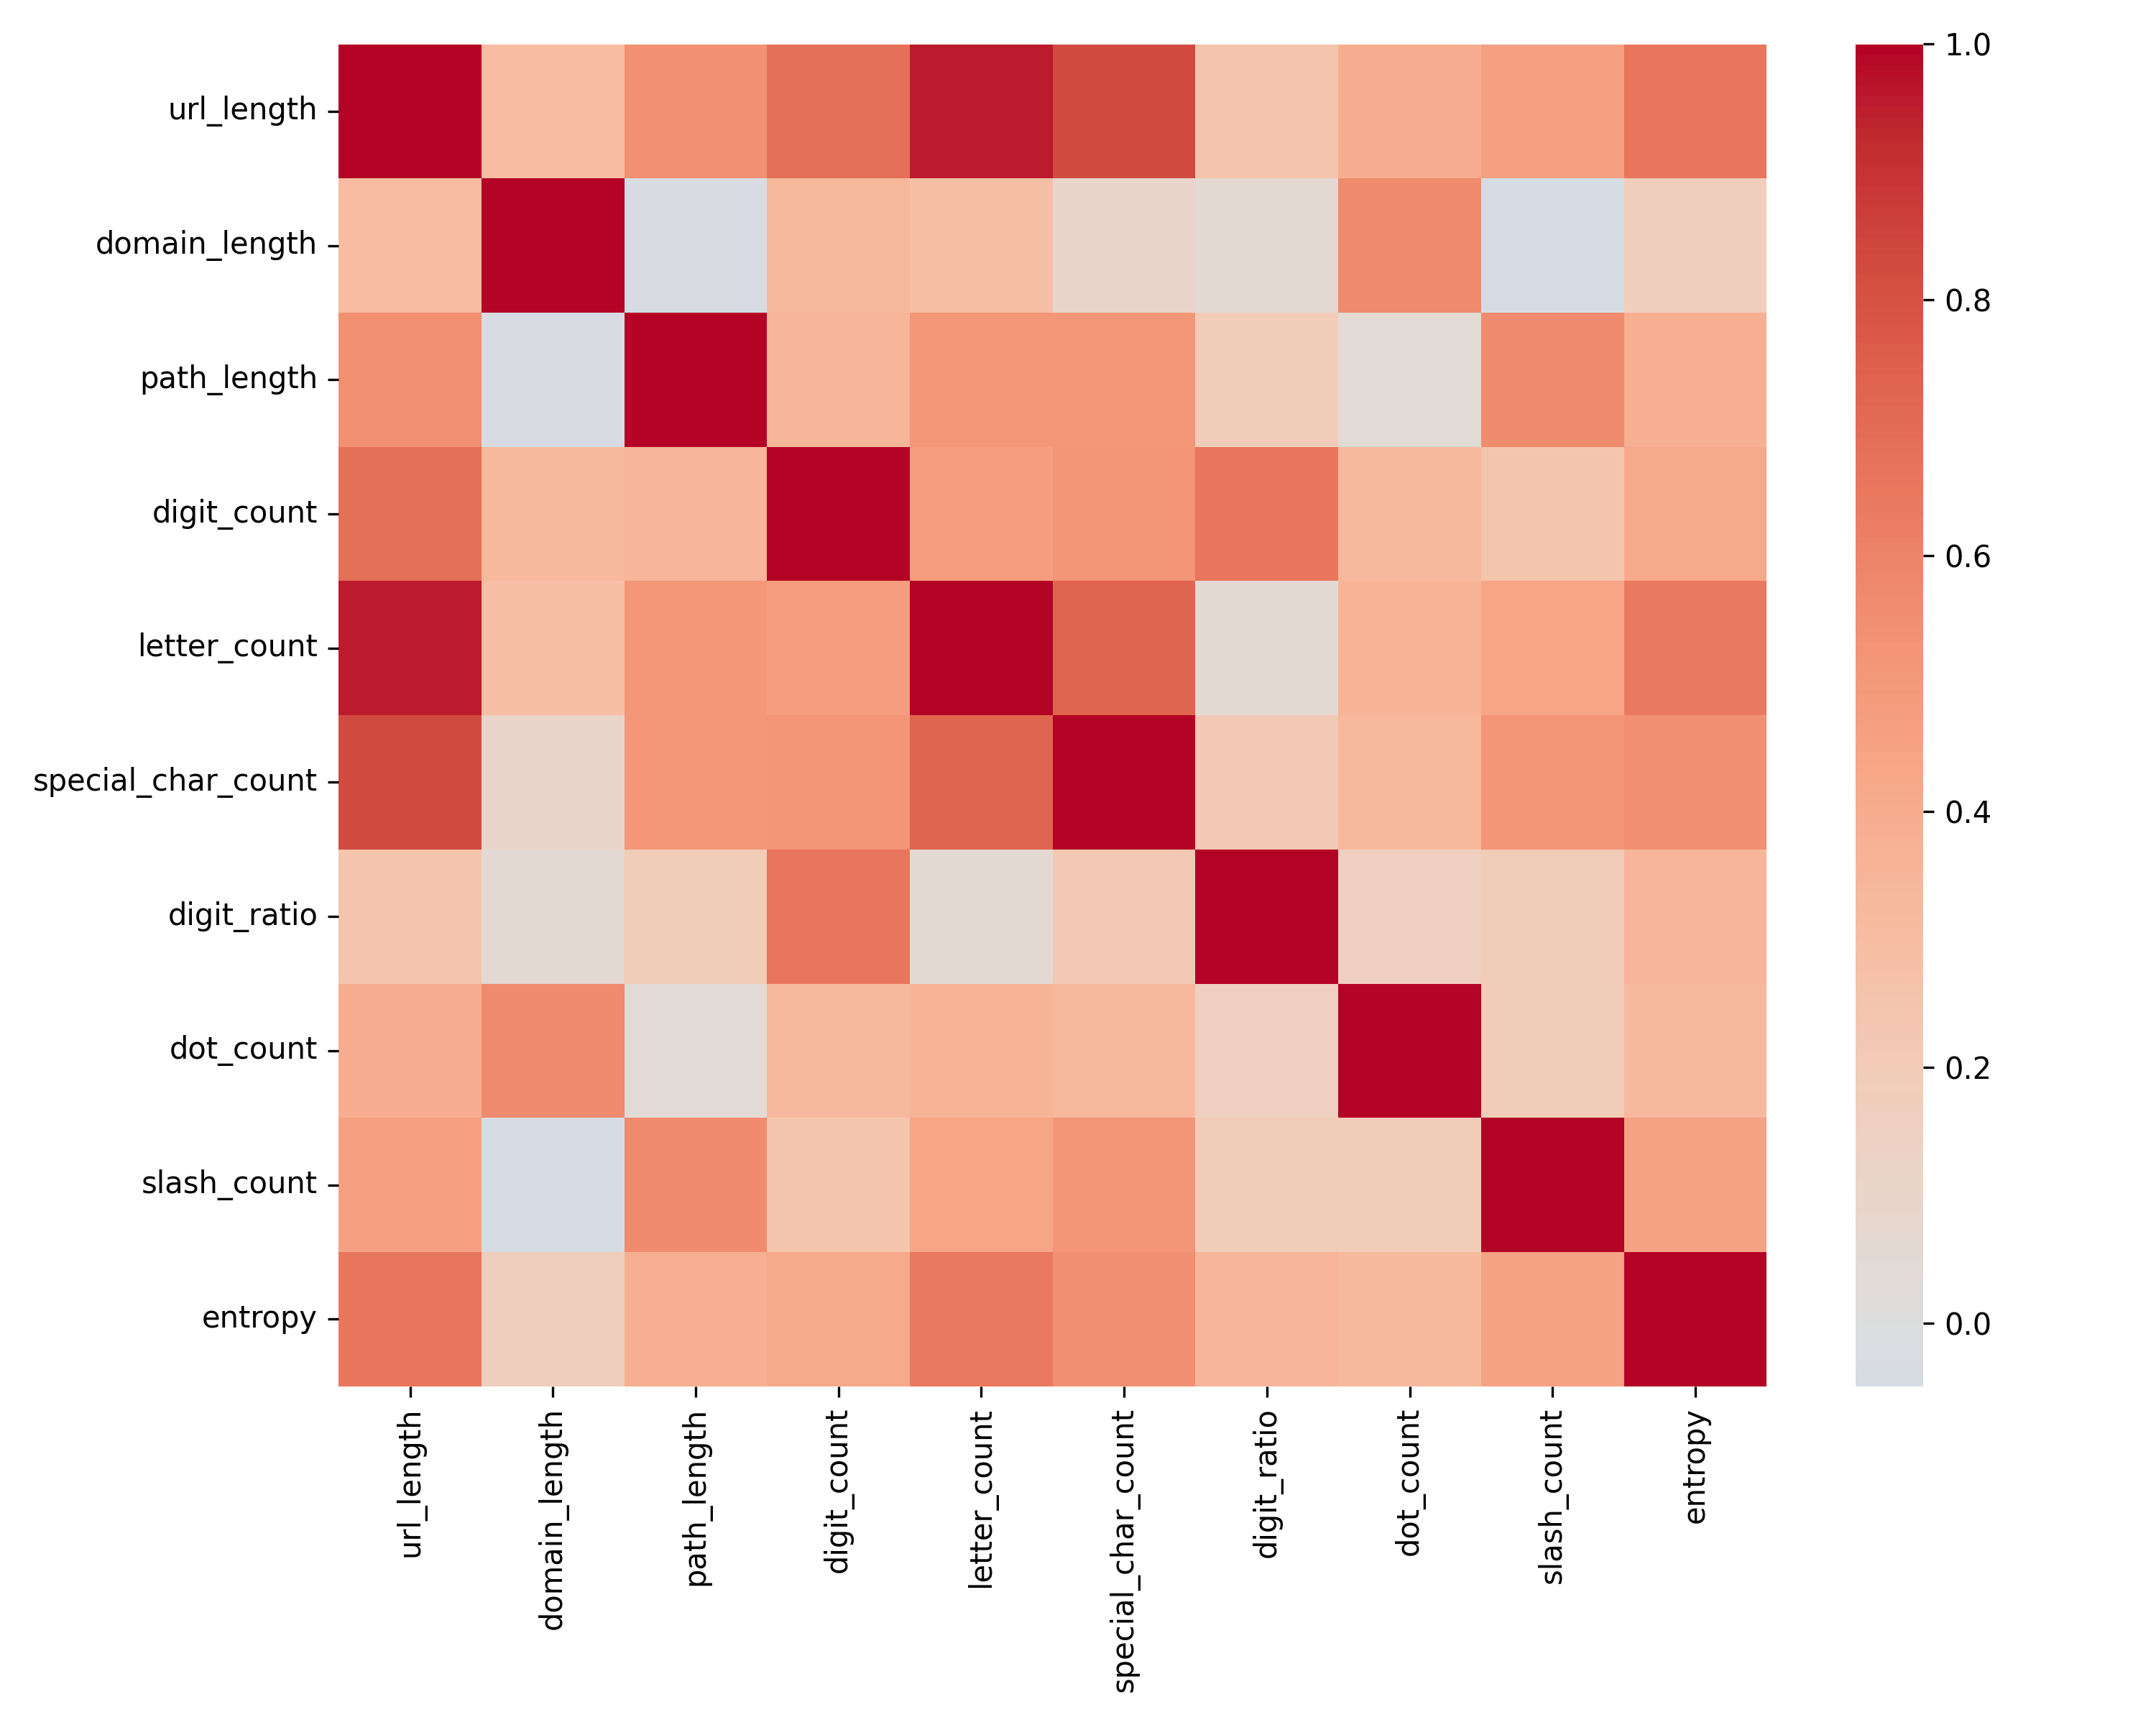 url_length
domain_length
path_length
digit_count
letter_count
special_char_count
digit_ratio
dot_count
slash_count
entropy
url_length
domain_length
path_length
digit_count
letter_count
special_char_count
digit_ratio
dot_count
slash_count
entropy
1.0
0.8
0.6
0.4
0.2
0.0